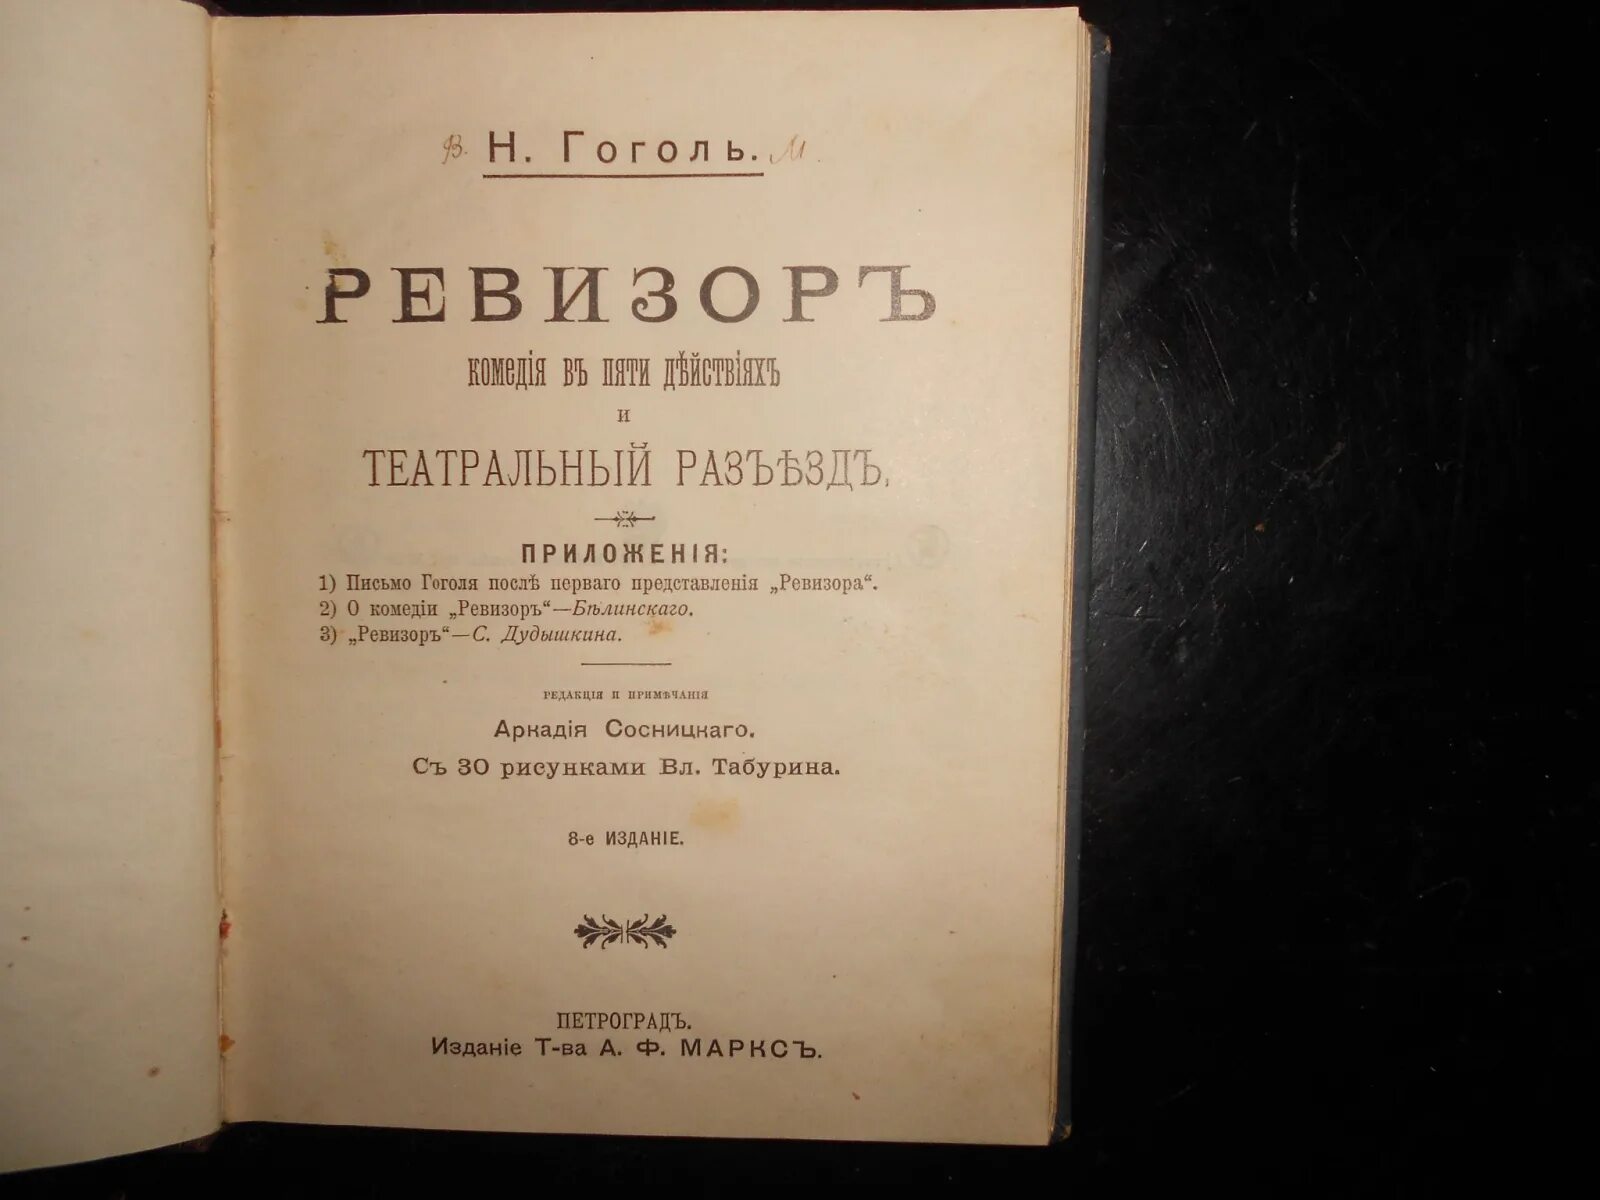 В. Н. Гоголь. М.
РЕВИЗОРЪ
КОМЕДІЯ ВЪ ПЯТИ ДѢЙСТВІЯХЪ
И
ТЕАТРАЛЬНЫЙ РАЗЪѢЗДЪ.
ПРИЛОЖЕНІЯ:
1) Письмо Гоголя послѣ перваго представленія „Ревизора“.
2) О комедіи „Ревизоръ“—Бѣлинскаго.
3) „Ревизоръ“—С. Дудышкина.
РЕДАКЦІЯ И ПРИМѢЧАНІЯ
Аркадія Сосницкаго.
Съ 30 рисунками Вл. Табурина.
8-е ИЗДАНІЕ.
ПЕТРОГРАДЪ.
Изданіе Т-ва А. Ф. МАРКСЪ.